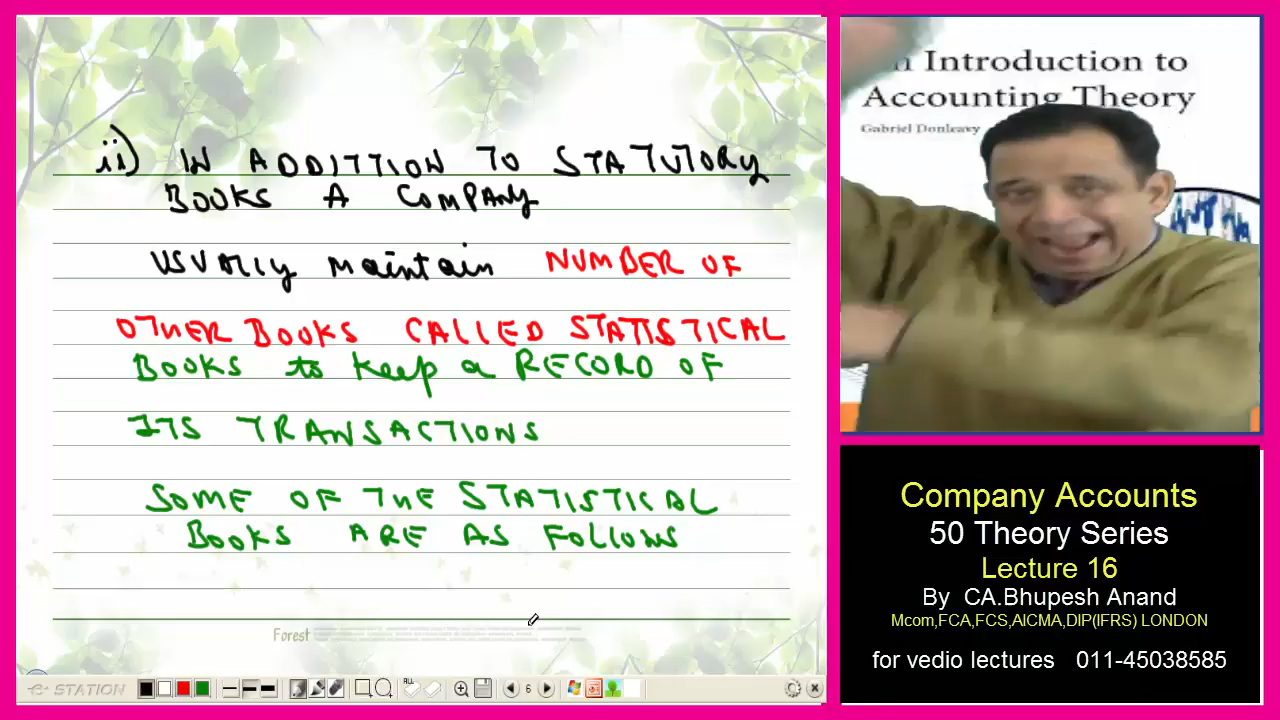 ii) IN ADDITION TO STATUTORY
BOOKS A COMPANY
USUALLY maintain NUMBER OF
OTHER BOOKS CALLED STATISTICAL
BOOKS to keep a RECORD OF
ITS TRANSACTIONS
SOME OF THE STATISTICAL
BOOKS ARE AS FOLLOWS
Forest
e-STATION
ALL
6
Introduction to
Accounting Theory
Gabriel Donleavy
Company Accounts
50 Theory Series
Lecture 16
By CA.Bhupesh Anand
Mcom,FCA,FCS,AICMA,DIP(IFRS) LONDON
for vedio lectures 011-45038585